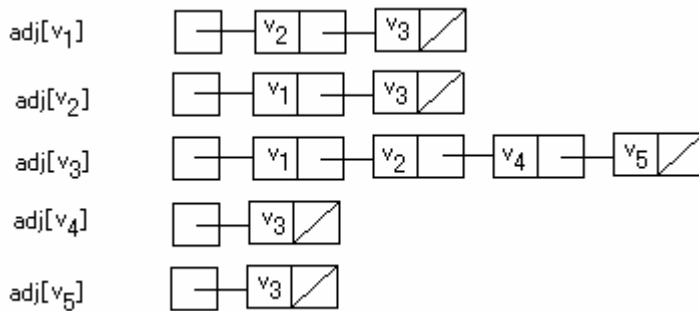 adj[v1] v2 v3
adj[v2] v1 v3
adj[v3] v1 v2 v4 v5
adj[v4] v3
adj[v5] v3